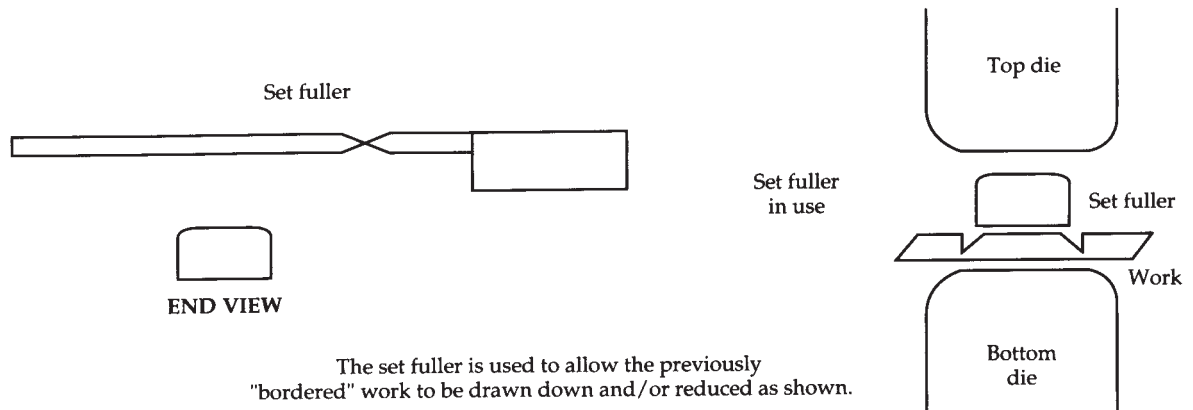 Set fuller
END VIEW
The set fuller is used to allow the previously
"bordered" work to be drawn down and/or reduced as shown.
Set fuller
in use
Top die
Set fuller
Work
Bottom
die